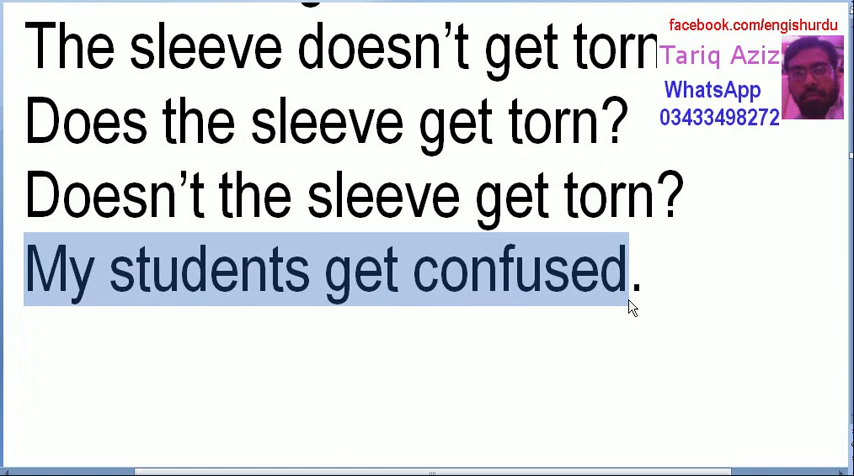 The sleeve doesn't get torn
Does the sleeve get torn?
Doesn't the sleeve get torn?
My students get confused.
facebook.com/engishurdu
Tariq Aziz
WhatsApp
03433498272